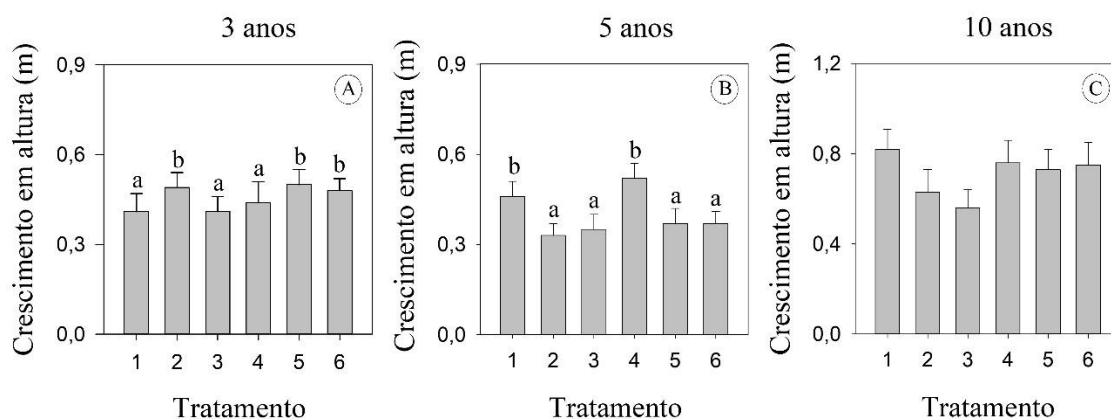 3 anos
Crescimento em altura (m)
0,9
0,6
0,3
0,0
A
a
b
a
a
b
b
1 2 3 4 5 6
Tratamento
5 anos
Crescimento em altura (m)
0,9
0,6
0,3
0,0
B
b
a
a
b
a
a
1 2 3 4 5 6
Tratamento
10 anos
Crescimento em altura (m)
1,2
0,8
0,4
0,0
C
1 2 3 4 5 6
Tratamento